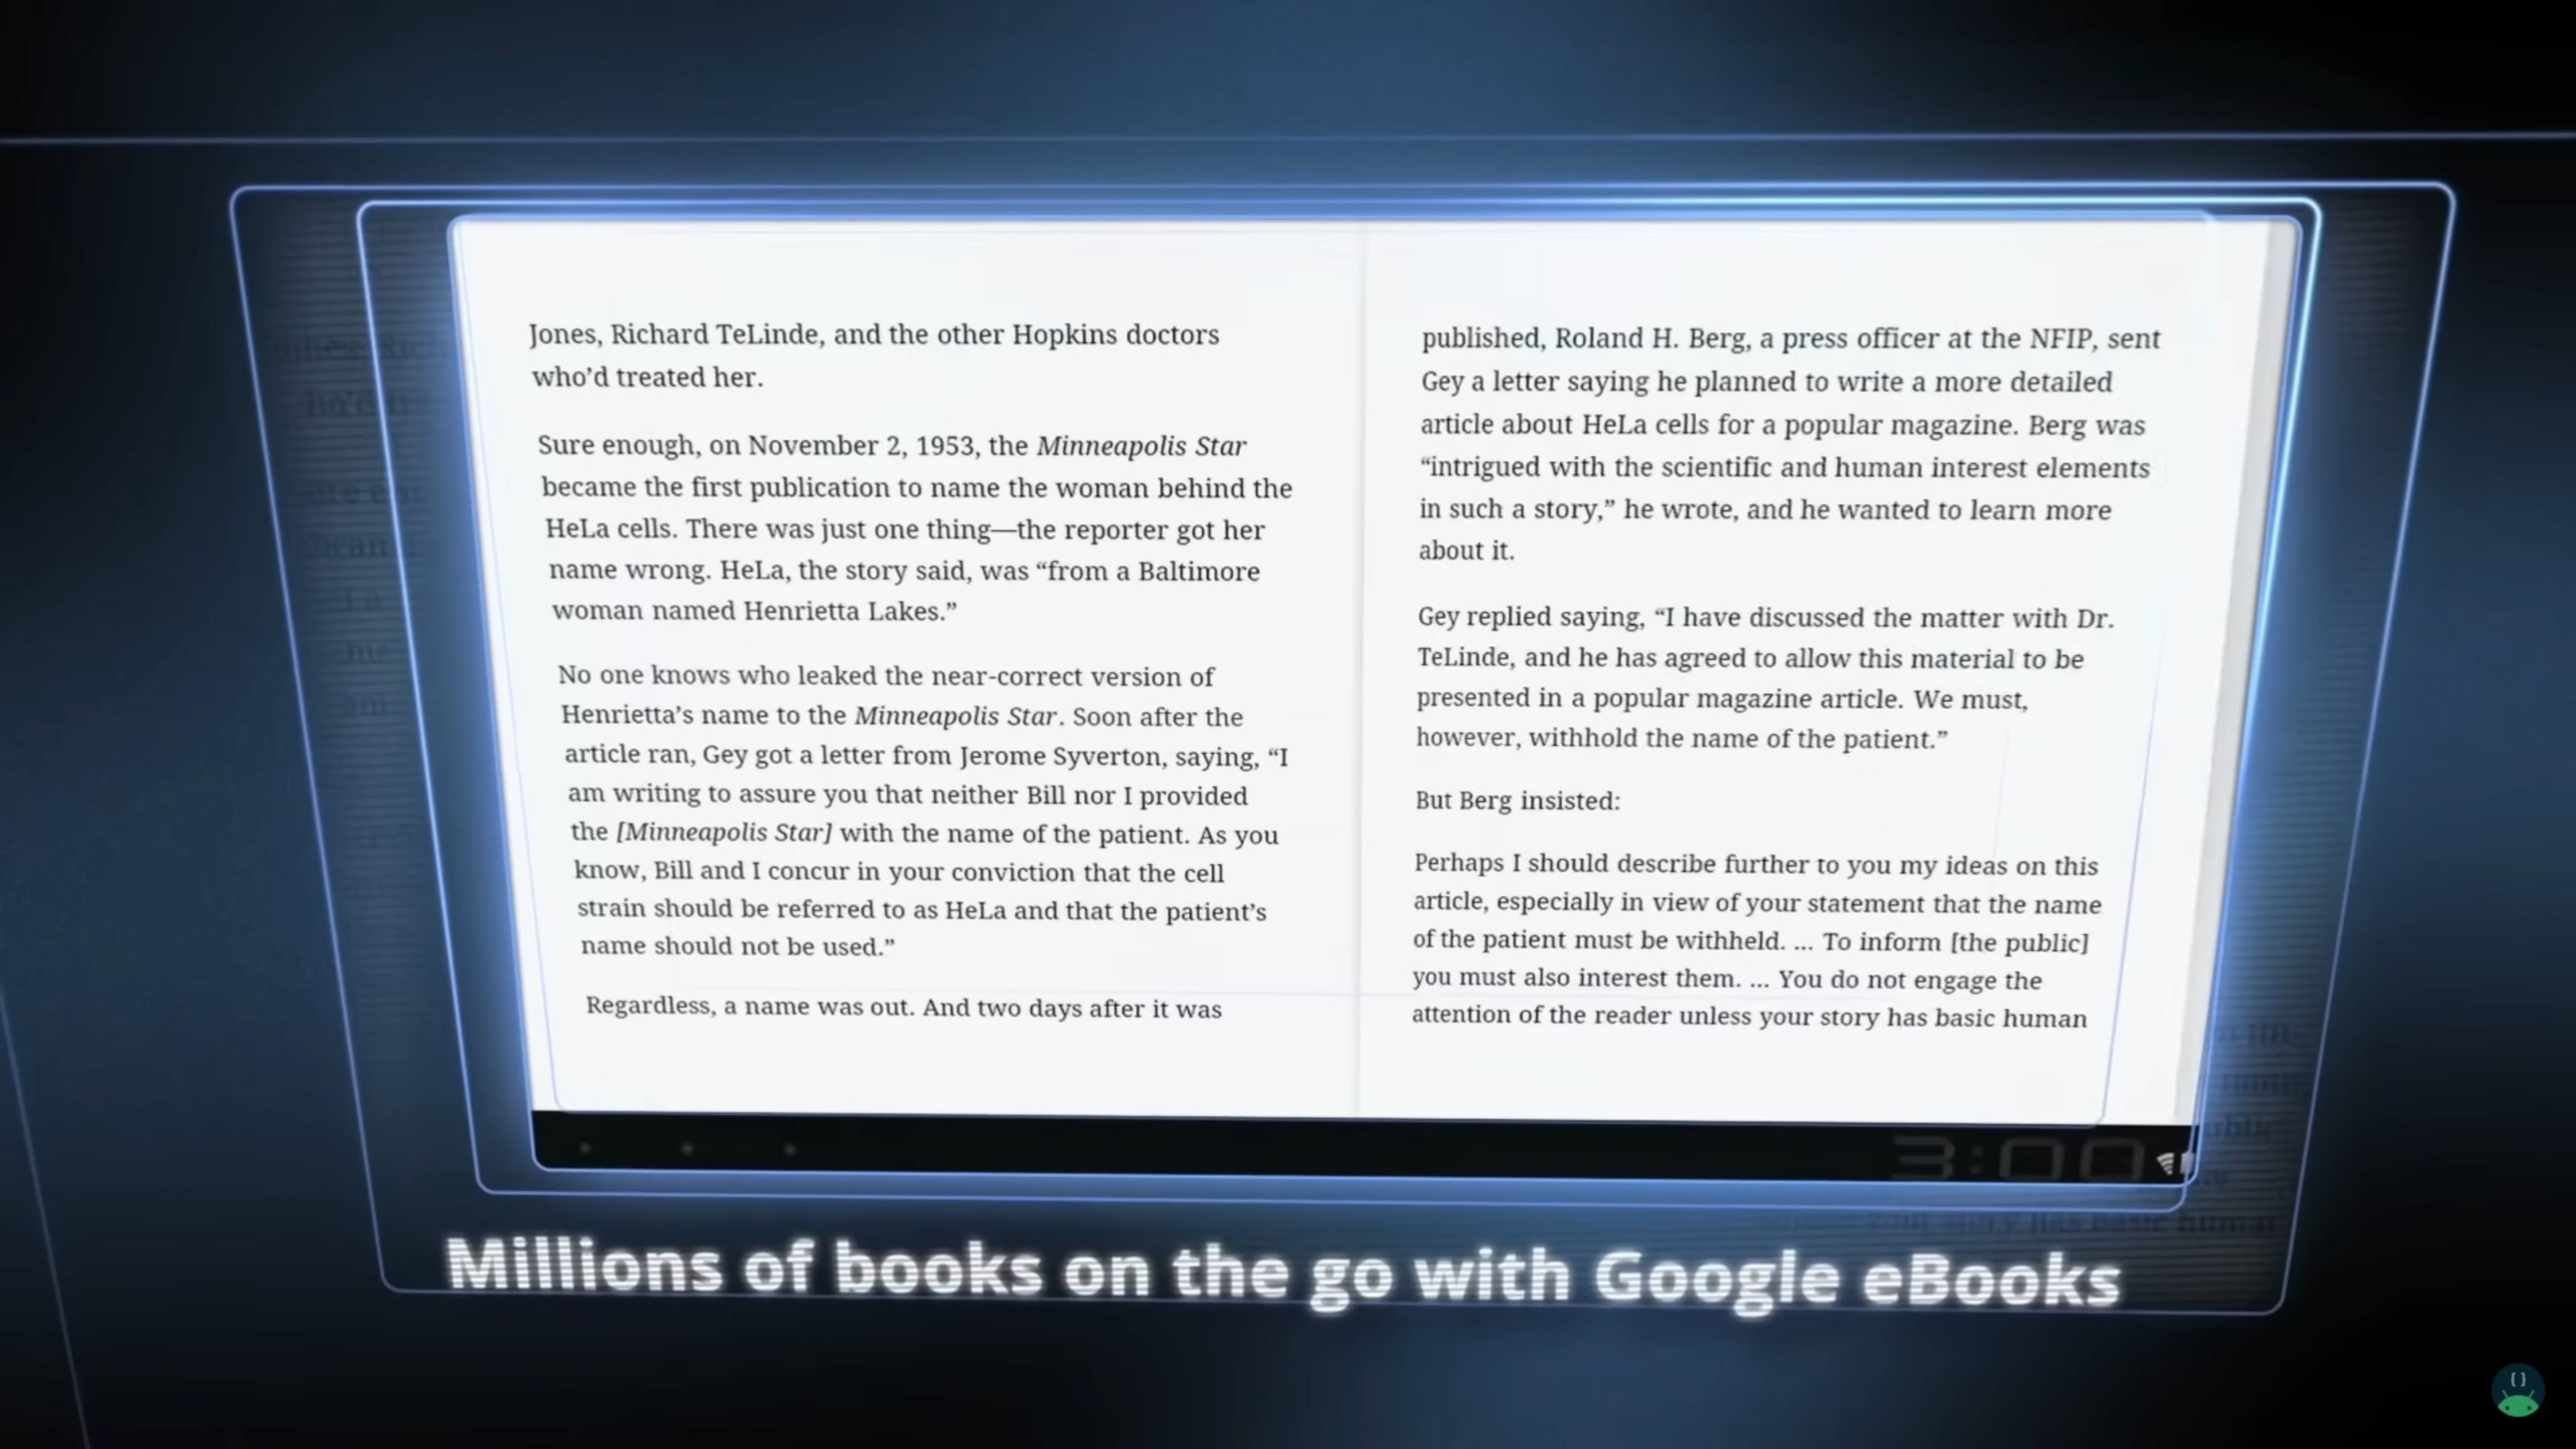 Jones, Richard TeLinde, and the other Hopkins doctors
who’d treated her.
Sure enough, on November 2, 1953, the Minneapolis Star
became the first publication to name the woman behind the
HeLa cells. There was just one thing—the reporter got her
name wrong. HeLa, the story said, was “from a Baltimore
woman named Henrietta Lakes.”
No one knows who leaked the near-correct version of
Henrietta’s name to the Minneapolis Star. Soon after the
article ran, Gey got a letter from Jerome Syverton, saying, “I
am writing to assure you that neither Bill nor I provided
the [Minneapolis Star] with the name of the patient. As you
know, Bill and I concur in your conviction that the cell
strain should be referred to as HeLa and that the patient’s
name should not be used.”
Regardless, a name was out. And two days after it was
published, Roland H. Berg, a press officer at the NFIP, sent
Gey a letter saying he planned to write a more detailed
article about HeLa cells for a popular magazine. Berg was
“intrigued with the scientific and human interest elements
in such a story,” he wrote, and he wanted to learn more
about it.
Gey replied saying, “I have discussed the matter with Dr.
TeLinde, and he has agreed to allow this material to be
presented in a popular magazine article. We must,
however, withhold the name of the patient.”
But Berg insisted:
Perhaps I should describe further to you my ideas on this
article, especially in view of your statement that the name
of the patient must be withheld. ... To inform [the public]
you must also interest them. ... You do not engage the
attention of the reader unless your story has basic human
3:00
Millions of books on the go with Google eBooks